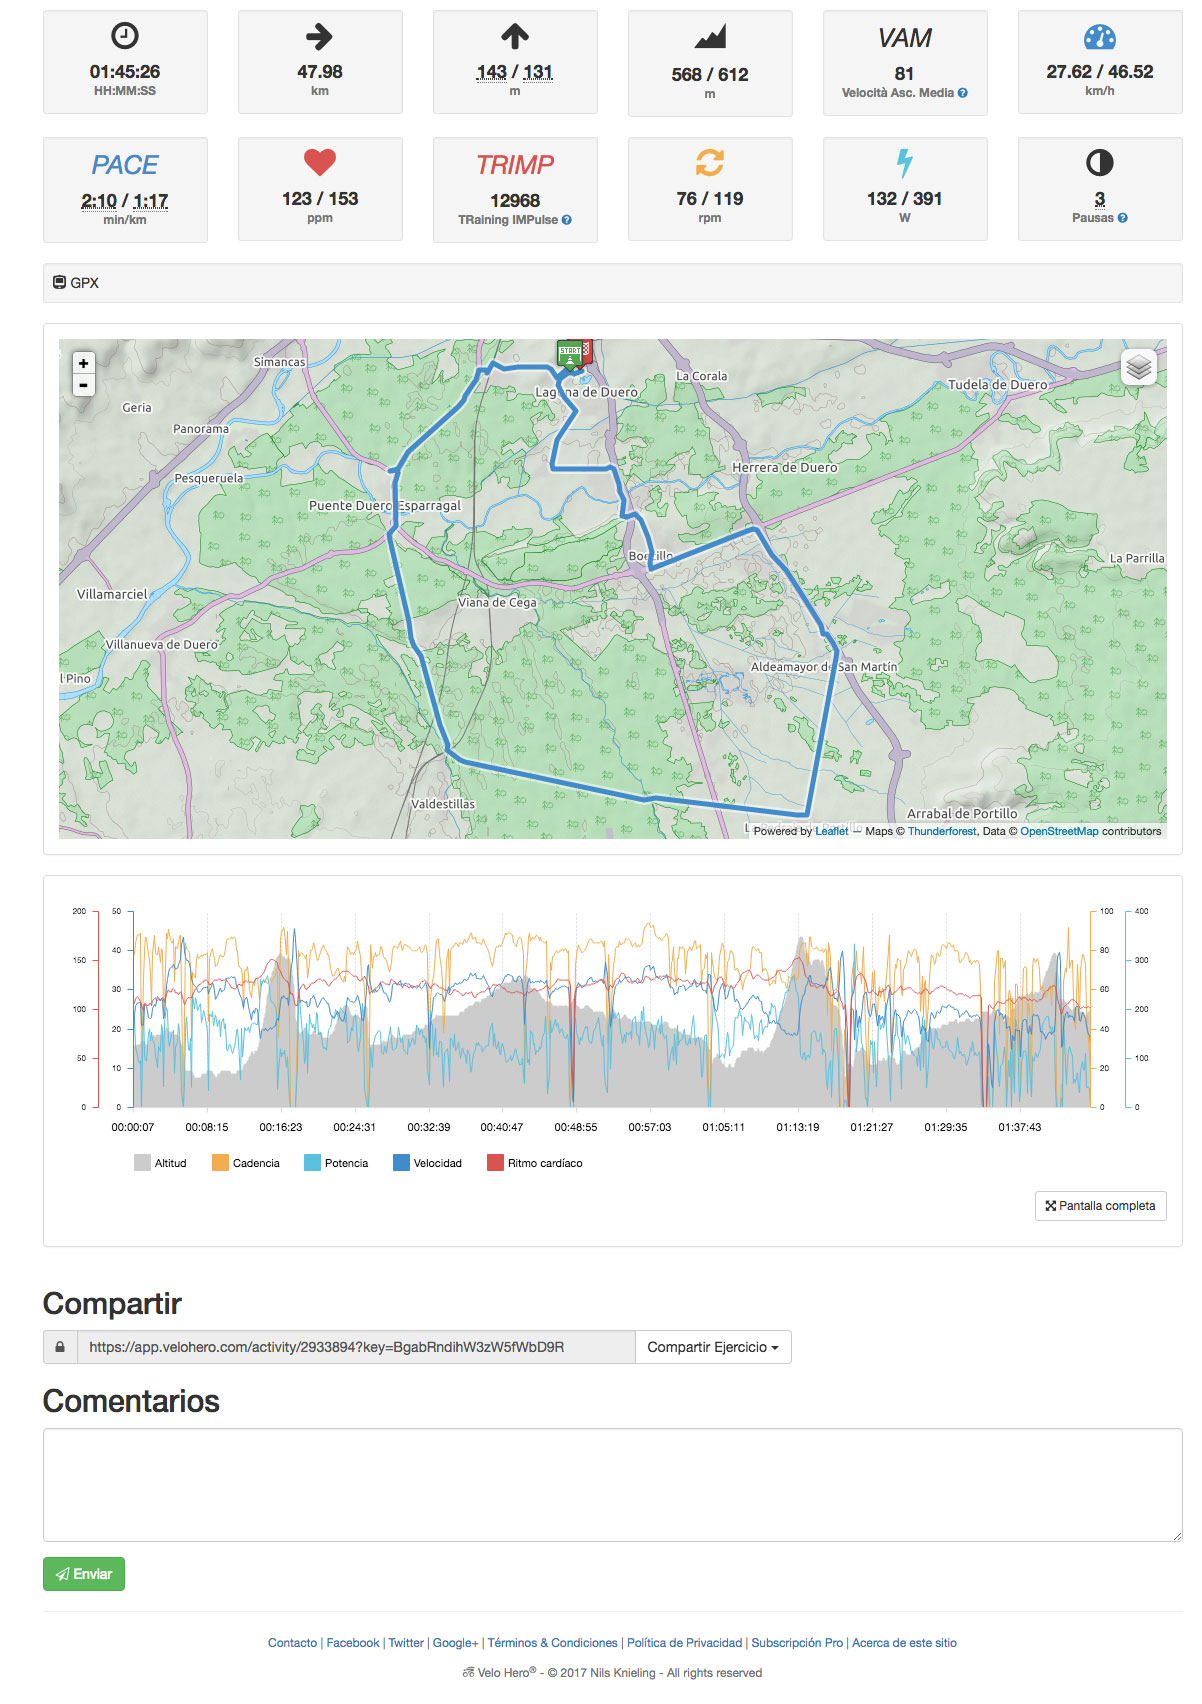 01:45:26
HH:MM:SS
47.98
km
143 / 131
m
568 / 612
m
VAM
81
Velocità Asc. Media
27.62 / 46.52
km/h
PACE
2:10 / 1:17
min/km
123 / 153
ppm
TRIMP
12968
TRaining IMPulse
76 / 119
rpm
132 / 391
W
3
Pausas
GPX
+
-
START
Simancas
La Corala
Laguna de Duero
Tudela de Duero
Geria
Panorama
Herrera de Duero
Pesqueruela
Puente Duero Esparragal
Boecillo
La Parrilla
Villamarciel
Viana de Cega
Villanueva de Duero
Aldeamayor de San Martín
l Pino
Valdestillas
Arrabal de Portillo
Powered by Leaflet — Maps © Thunderforest, Data © OpenStreetMap contributors
200 50 100 400
150 40 80 300
30 60
100 20 40 200
50 10 20 100
0 0 0 0
00:00:07 00:08:15 00:16:23 00:24:31 00:32:39 00:40:47 00:48:55 00:57:03 01:05:11 01:13:19 01:21:27 01:29:35 01:37:43
Altitud Cadencia Potencia Velocidad Ritmo cardíaco
Pantalla completa
Compartir
https://app.velohero.com/activity/2933894?key=BgabRndihW3zW5fWbD9R
Compartir Ejercicio
Comentarios
Enviar
Contacto | Facebook | Twitter | Google+ | Términos & Condiciones | Política de Privacidad | Subscripción Pro | Acerca de este sitio
Velo Hero® - © 2017 Nils Knieling - All rights reserved